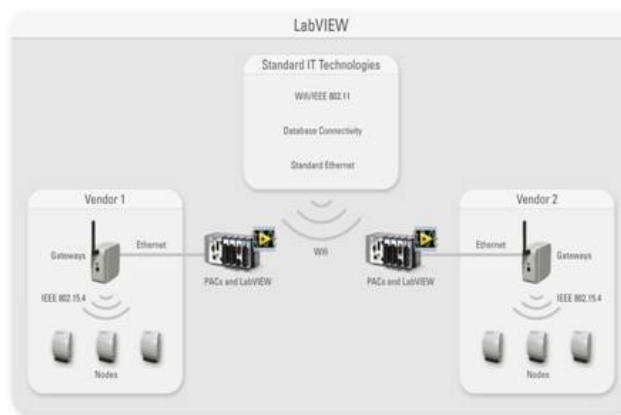 LabVIEW
Standard IT Technologies
Wifi/IEEE 802.11
Database Connectivity
Standard Ethernet
Vendor 1
Gateways
Ethernet
IEEE 802.15.4
Nodes
PACs and LabVIEW
Wifi
PACs and LabVIEW
Vendor 2
Ethernet
Gateways
IEEE 802.15.4
Nodes